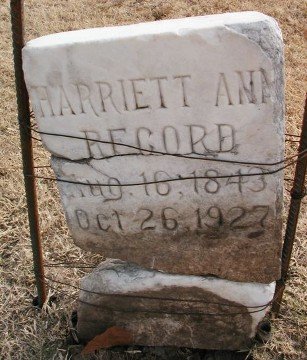 HARRIETT ANN
RECORD
Aug. 16: 1843
Oct 26, 1927